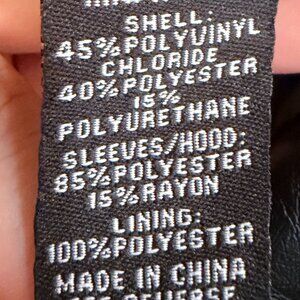 SHELL:
45%POLYVINYL
CHLORIDE
40%POLYESTER
15%
POLYURETHANE
SLEEVES/HOOD:
85%POLYESTER
15%RAYON
LINING:
100%POLYESTER
MADE IN CHINA
REVERSE